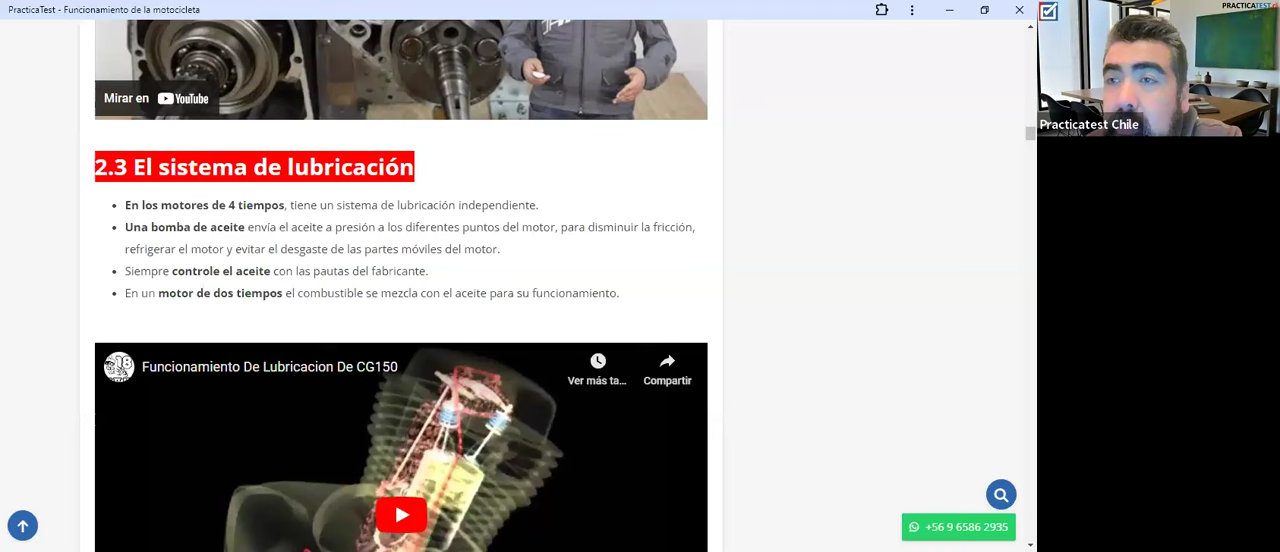 PracticaTest - Funcionamiento de la motocicleta
PRACTICATEST
Mirar en YouTube
Practicatest Chile
2.3 El sistema de lubricación
• En los motores de 4 tiempos, tiene un sistema de lubricación independiente.
• Una bomba de aceite envía el aceite a presión a los diferentes puntos del motor, para disminuir la fricción,
refrigerar el motor y evitar el desgaste de las partes móviles del motor.
• Siempre controle el aceite con las pautas del fabricante.
• En un motor de dos tiempos el combustible se mezcla con el aceite para su funcionamiento.
Funcionamiento De Lubricacion De CG150
Ver más ta...
Compartir
+56 9 6586 2935